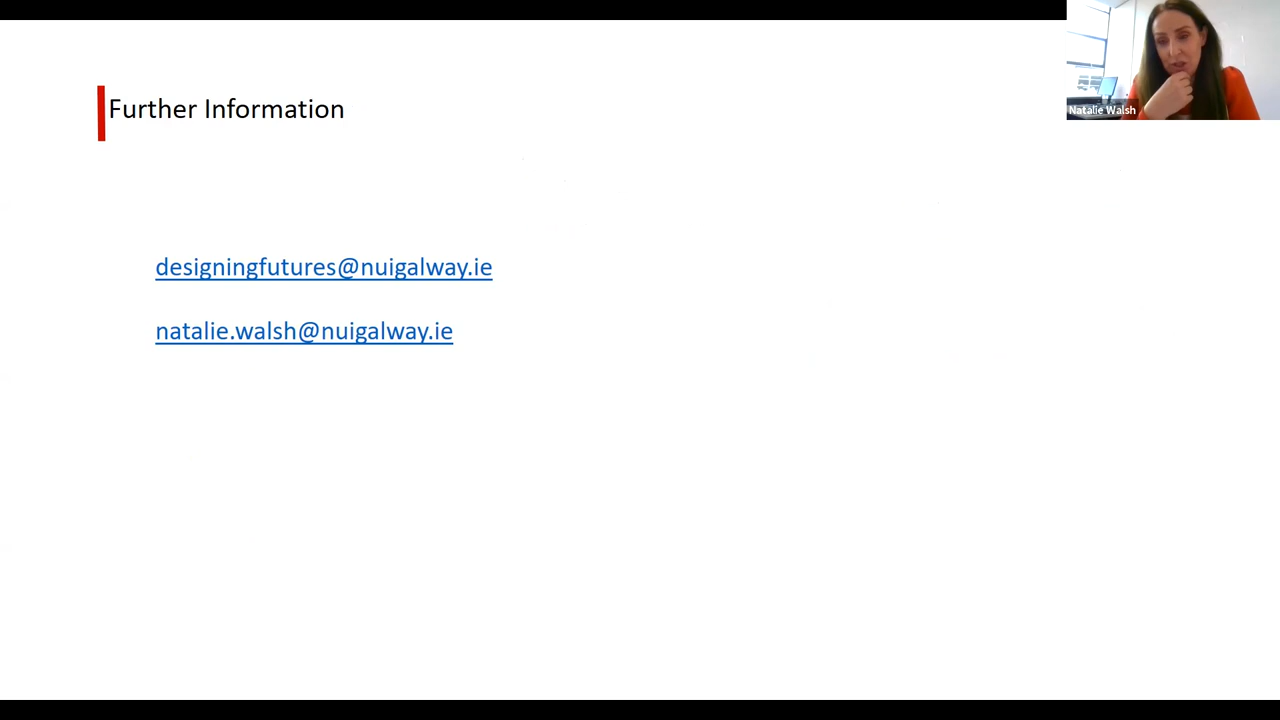 Further Information
designingfutures@nuigalway.ie
natalie.walsh@nuigalway.ie
Natalie Walsh